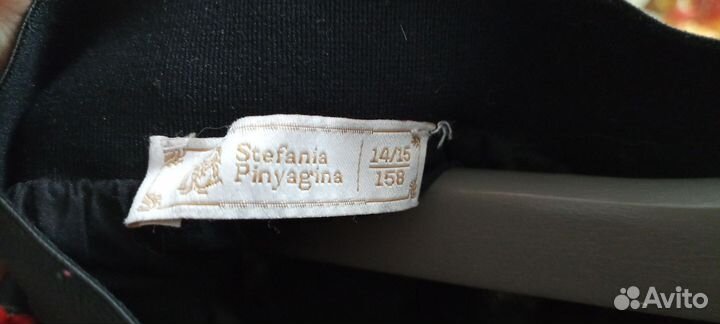 Stefania
Pinyagina
14/15
158
Avito